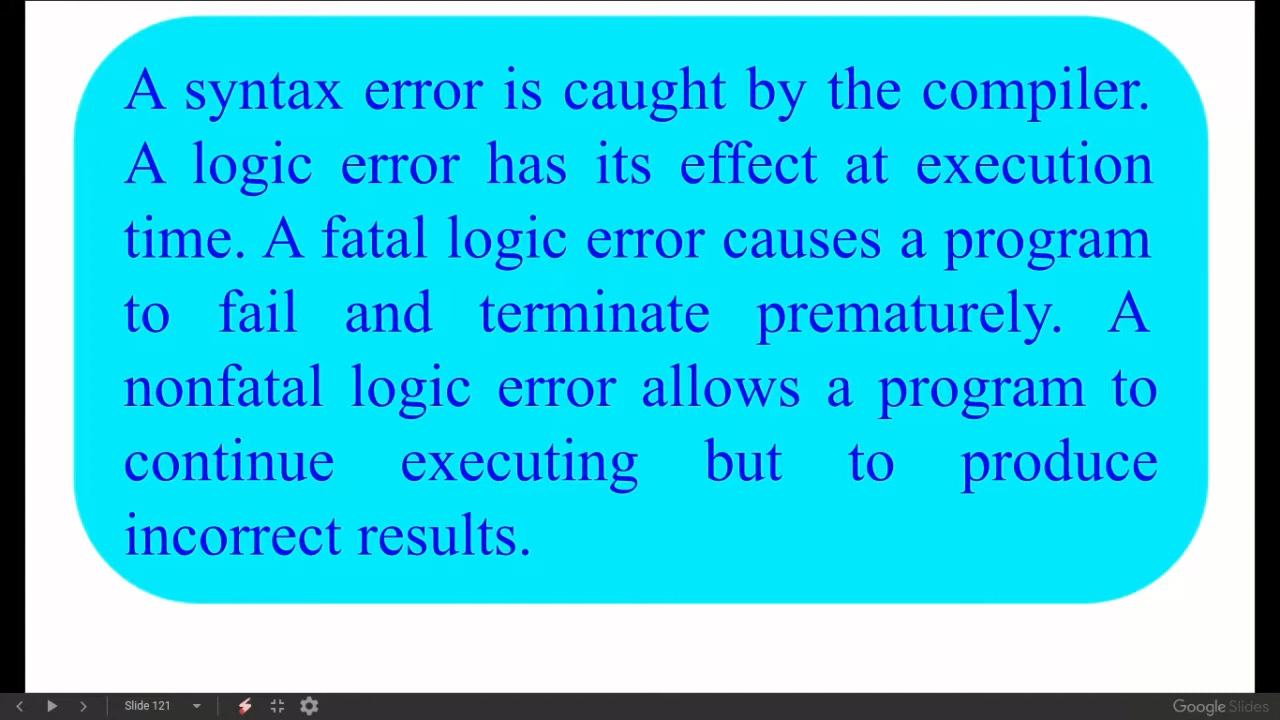 A syntax error is caught by the compiler.
A logic error has its effect at execution
time. A fatal logic error causes a program
to fail and terminate prematurely. A
nonfatal logic error allows a program to
continue executing but to produce
incorrect results.
Slide 121
Google Slides